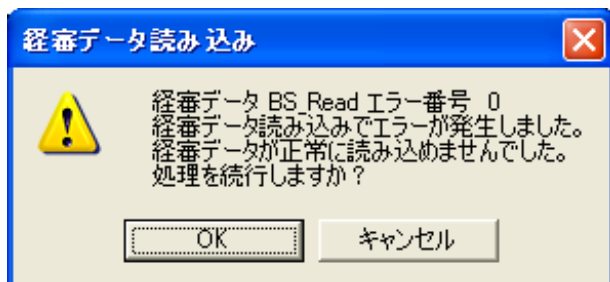 経審データ読み込み
経審データ BS_Read エラー番号 0
経審データ読み込みでエラーが発生しました。
経審データが正常に読み込めませんでした。
処理を続行しますか？
OK
キャンセル